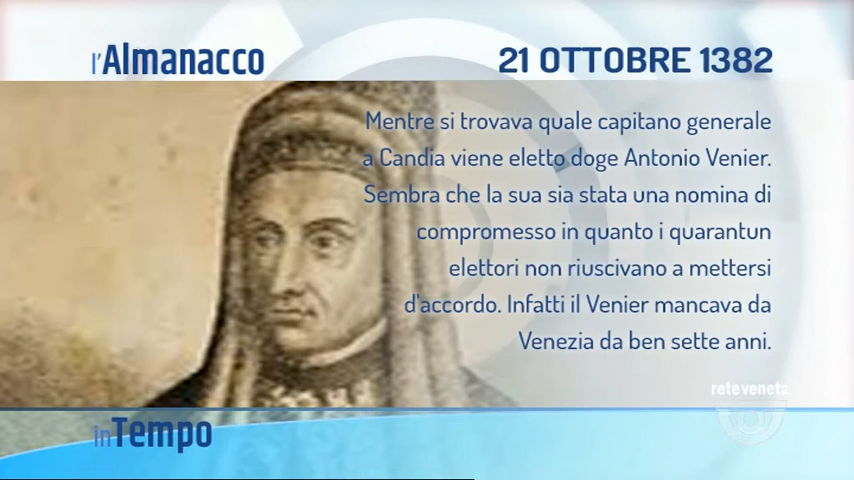 l'Almanacco
21 OTTOBRE 1382
Mentre si trovava quale capitano generale
a Candia viene eletto doge Antonio Venier.
Sembra che la sua sia stata una nomina di
compromesso in quanto i quarantun
elettori non riuscivano a mettersi
d'accordo. Infatti il Venier mancava da
Venezia da ben sette anni.
reteveneta
inTempo